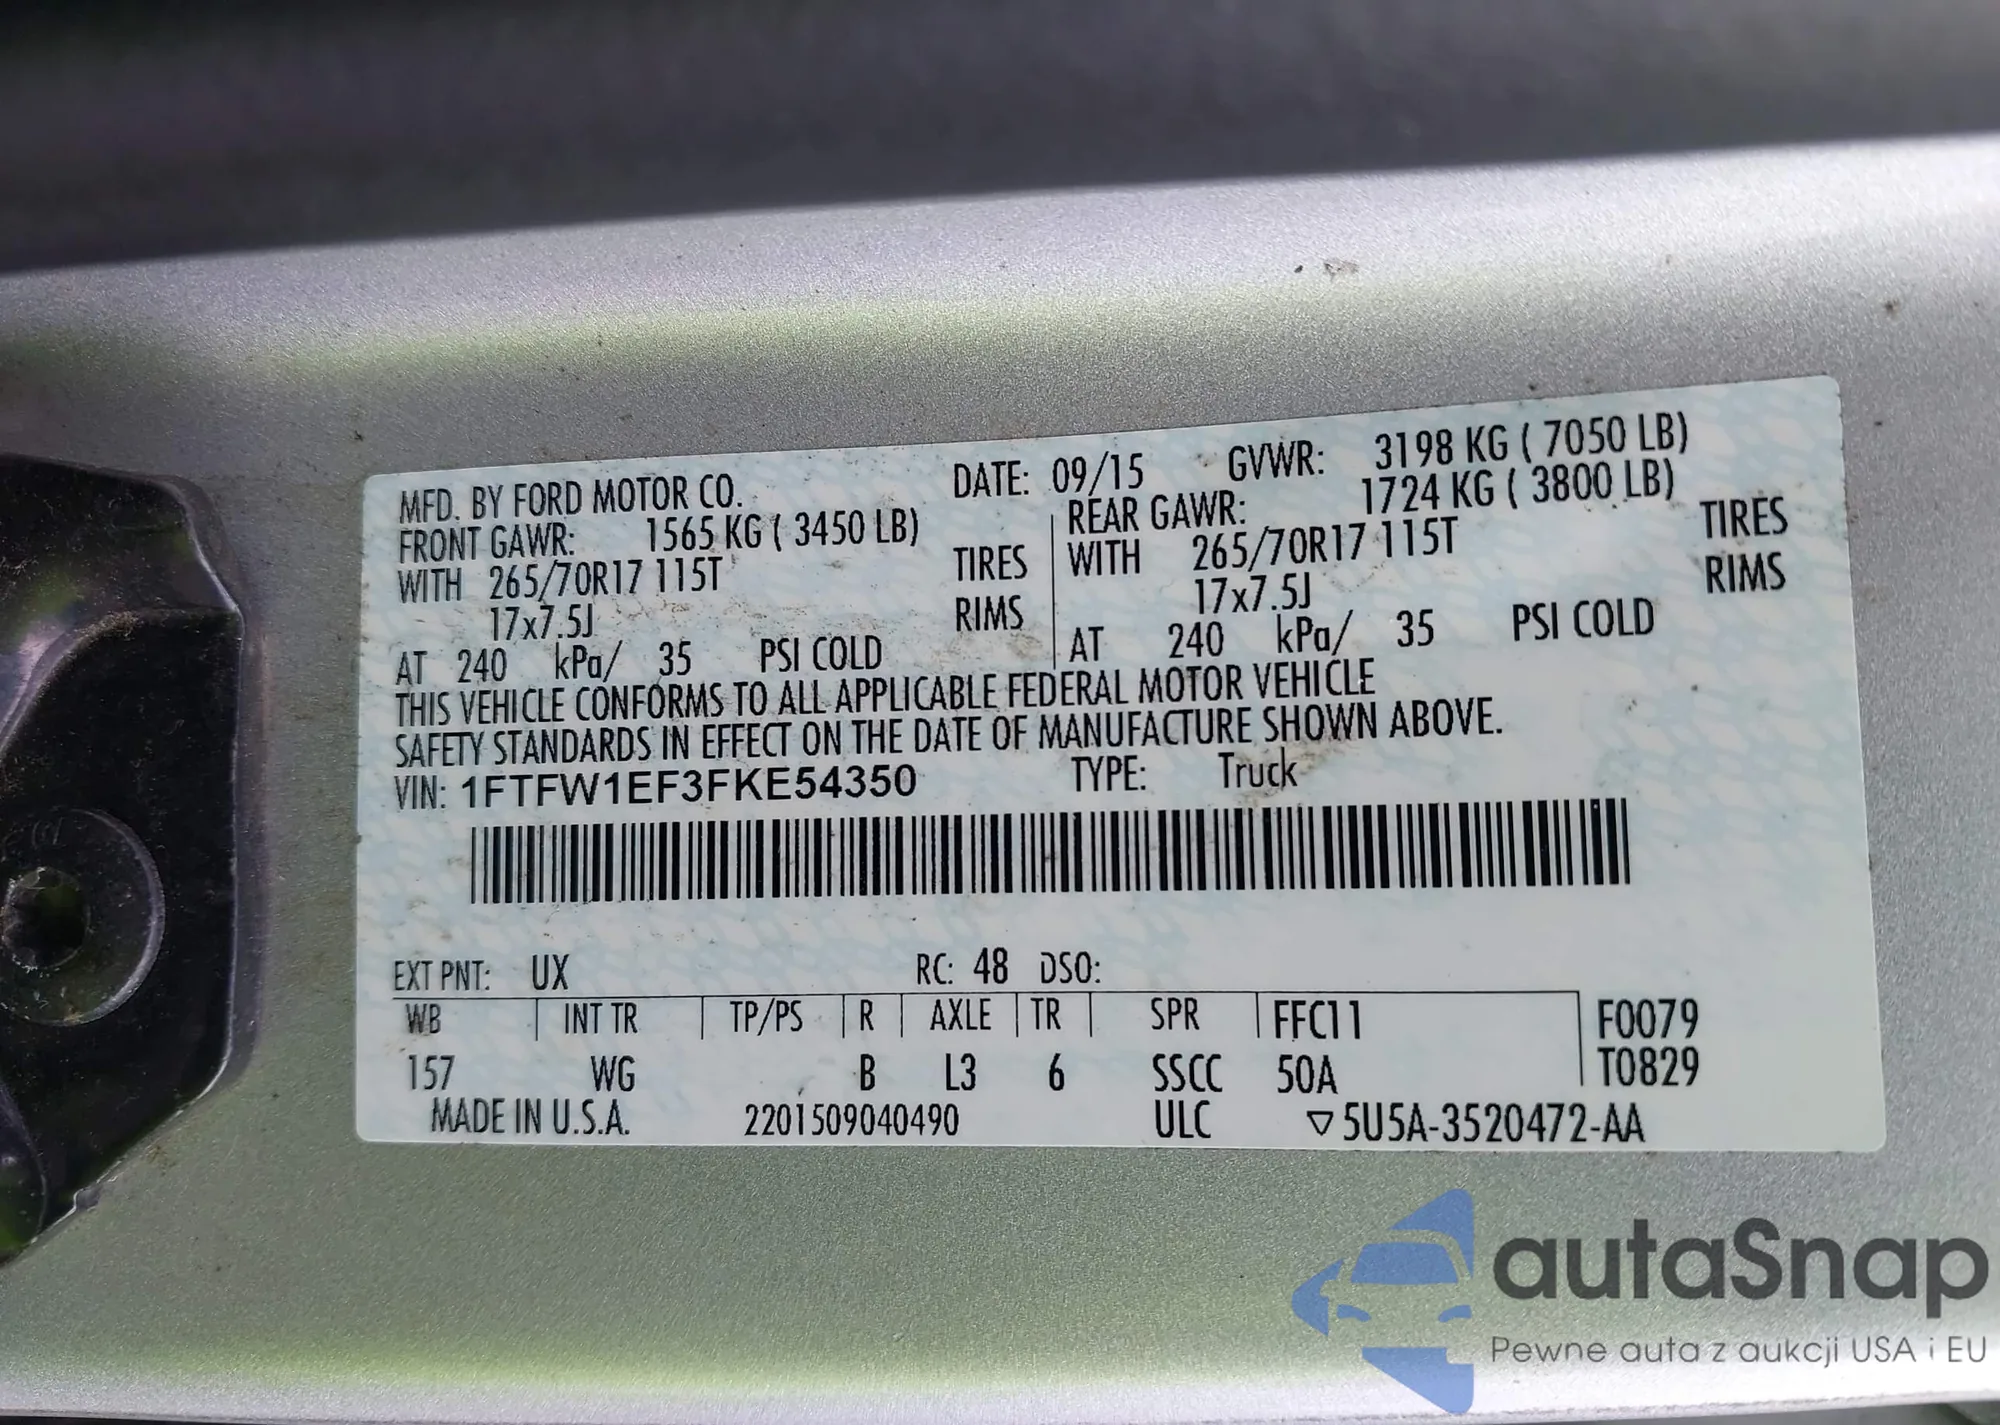 MFD. BY FORD MOTOR CO. DATE: 09/15 GVWR: 3198 KG ( 7050 LB)
FRONT GAWR: 1565 KG ( 3450 LB) REAR GAWR: 1724 KG ( 3800 LB)
WITH 265/70R17 115T TIRES WITH 265/70R17 115T TIRES
17x7.5J RIMS 17x7.5J RIMS
AT 240 kPa/ 35 PSI COLD AT 240 kPa/ 35 PSI COLD
THIS VEHICLE CONFORMS TO ALL APPLICABLE FEDERAL MOTOR VEHICLE
SAFETY STANDARDS IN EFFECT ON THE DATE OF MANUFACTURE SHOWN ABOVE.
VIN: 1FTFW1EF3FKE54350 TYPE: Truck
EXT PNT: UX RC: 48 DSO:
WB INT TR TP/PS R AXLE TR SPR FFC11 F0079
157 WG B L3 6 SSCC 50A T0829
MADE IN U.S.A. 2201509040490 ULC ▽5U5A-3520472-AA
autaSnap
Pewne auta z aukcji USA i EU